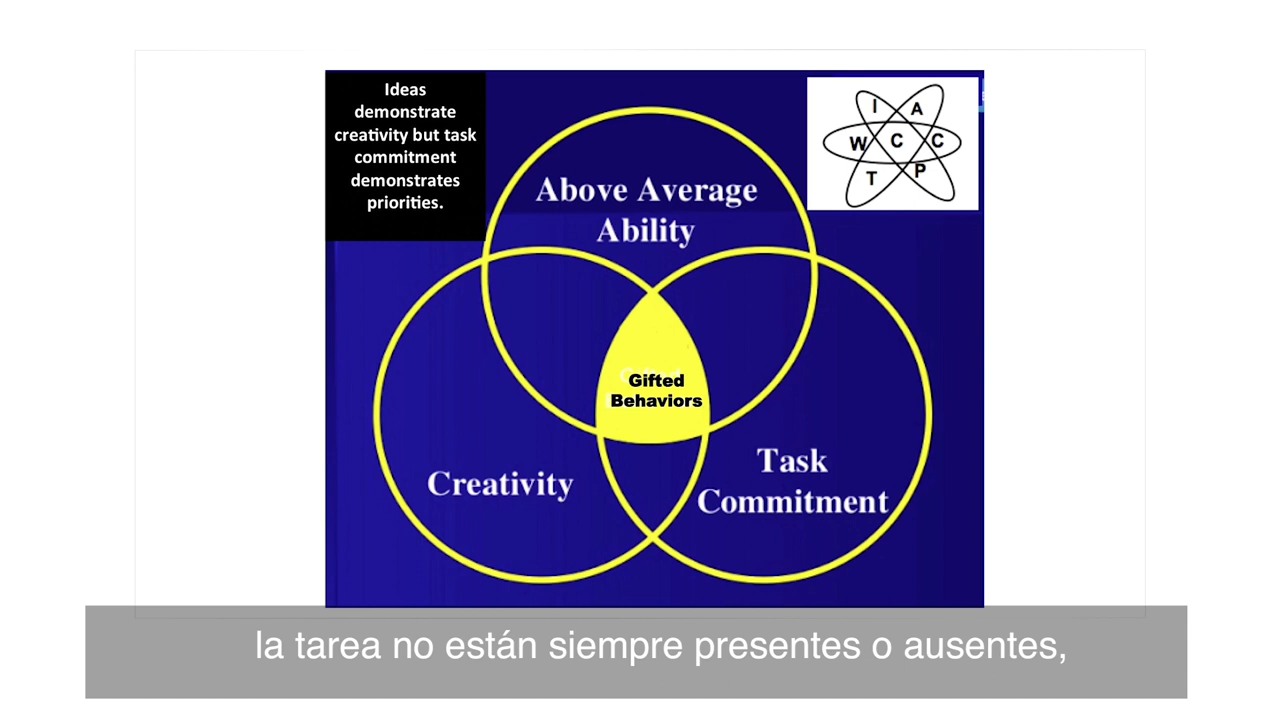 Ideas
demonstrate
creativity but task
commitment
demonstrates
priorities.
I A
W C C
T P
Above Average
Ability
Gifted
Behaviors
Creativity
Task
Commitment
la tarea no están siempre presentes o ausentes,